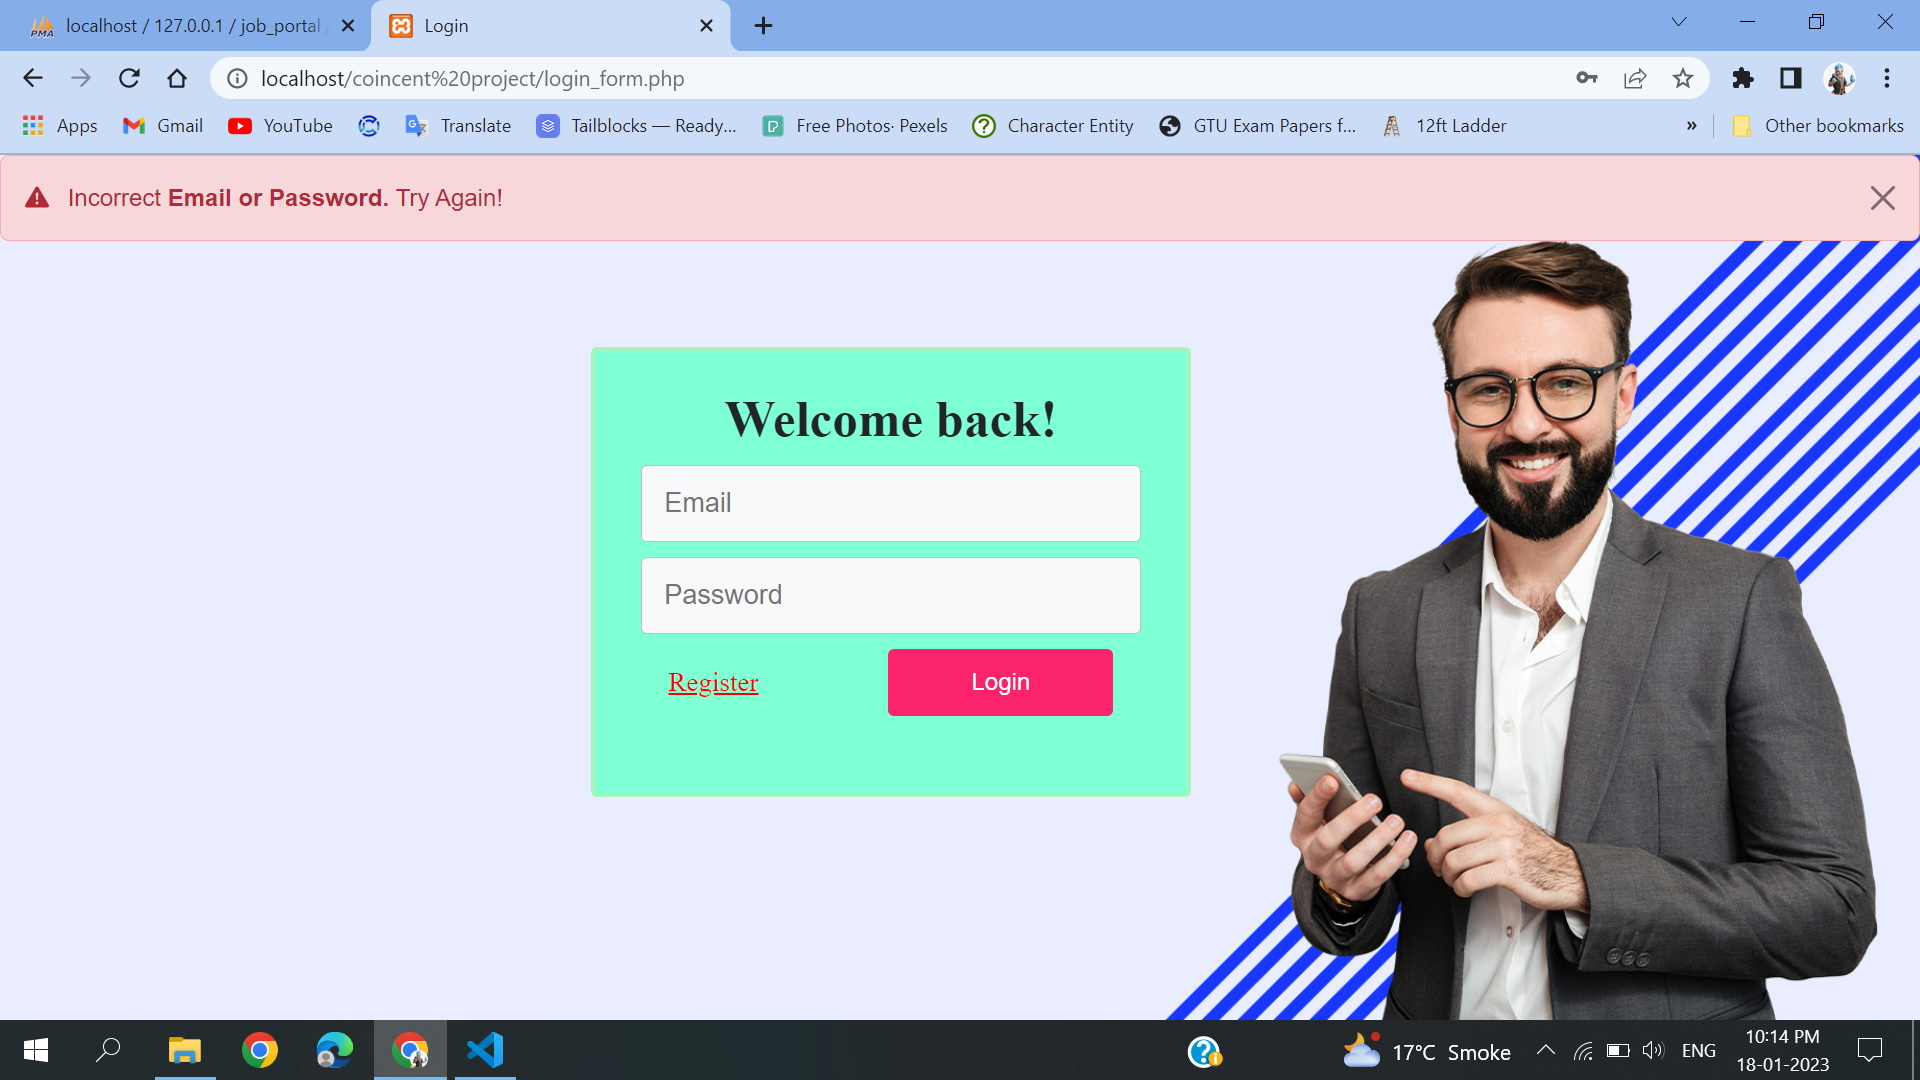 localhost / 127.0.0.1 / job_portal
Login
localhost/coincent%20project/login_form.php
Apps
Gmail
YouTube
Translate
Tailblocks — Ready...
Free Photos· Pexels
Character Entity
GTU Exam Papers f...
12ft Ladder
»
Other bookmarks
Incorrect Email or Password. Try Again!
Welcome back!
Email
Password
Register
Login
17°C Smoke
ENG
10:14 PM
18-01-2023
PMA